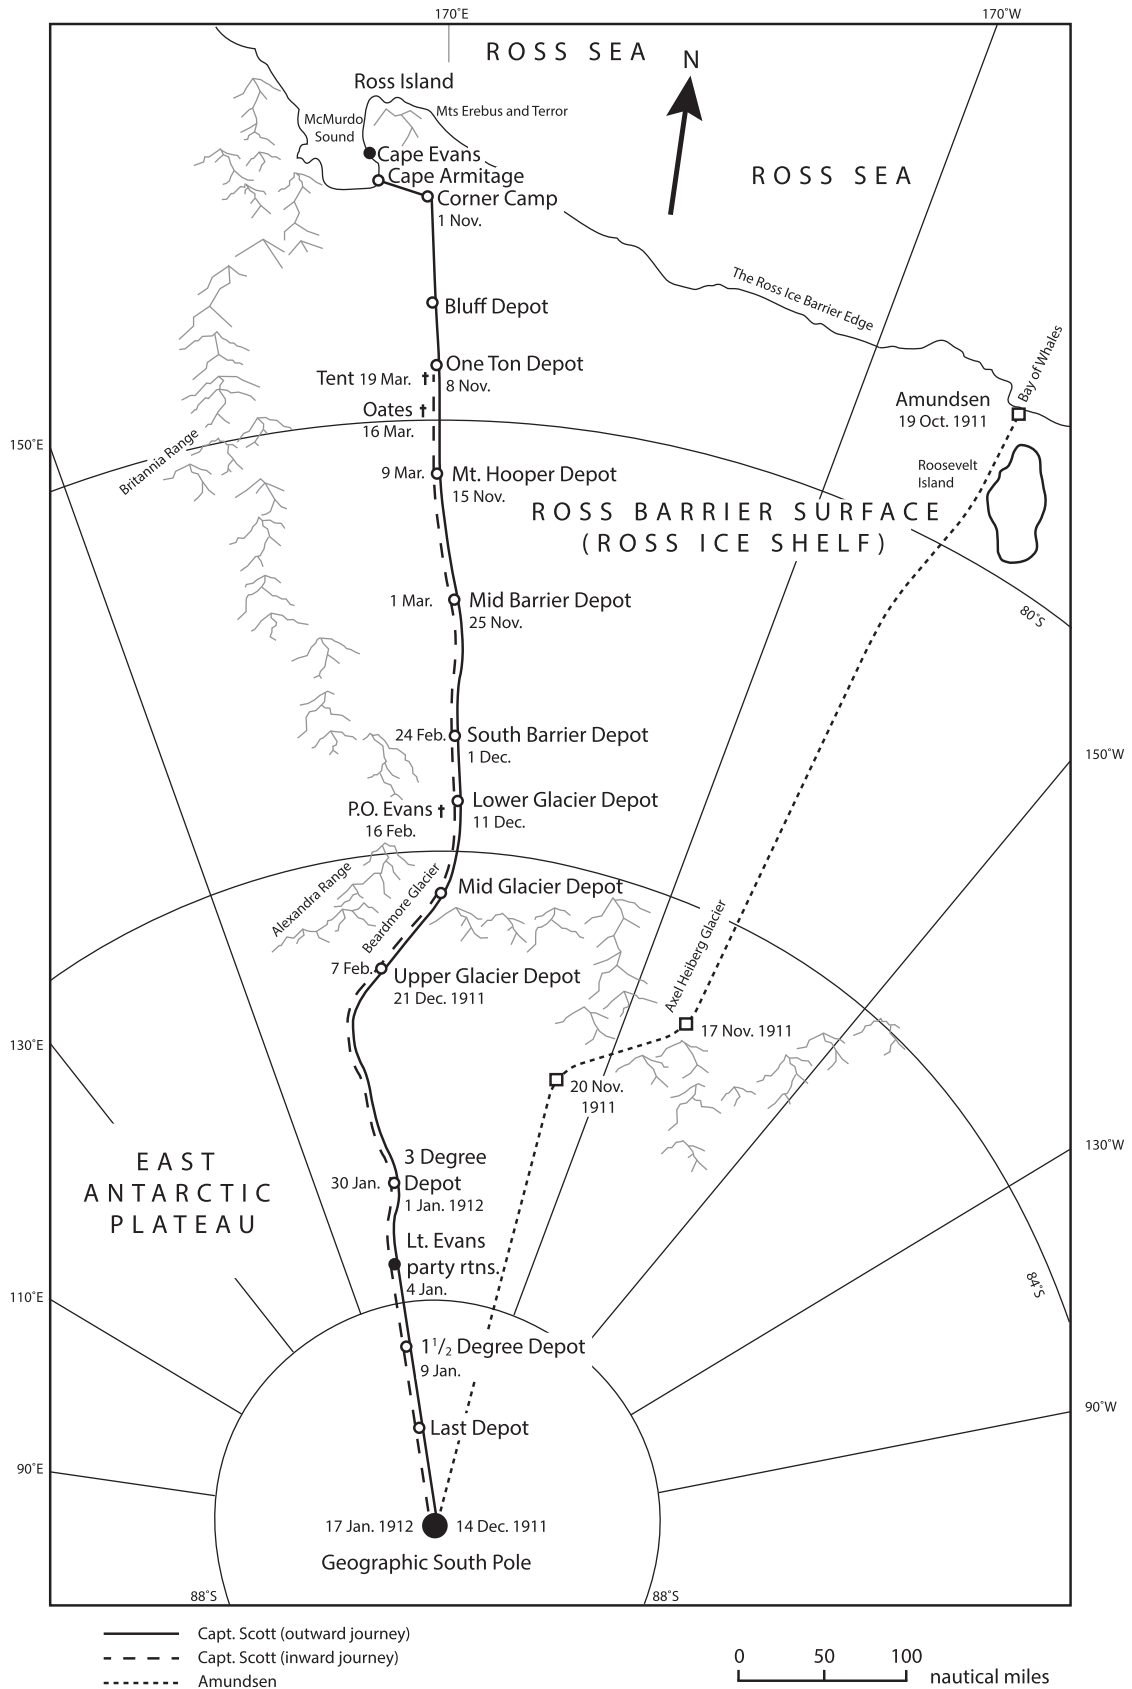 170°E
170°W
ROSS SEA
N
Ross Island
Mts Erebus and Terror
McMurdo
Sound
Cape Evans
Cape Armitage
ROSS SEA
Corner Camp
1 Nov.
The Ross Ice Barrier Edge
Bluff Depot
Bay of Whales
One Ton Depot
8 Nov.
Tent 19 Mar. ✝
Oates ✝
16 Mar.
Amundsen
19 Oct. 1911
150°E
Britannia Range
9 Mar.
Mt. Hooper Depot
15 Nov.
Roosevelt
Island
ROSS BARRIER SURFACE
(ROSS ICE SHELF)
1 Mar.
Mid Barrier Depot
25 Nov.
80°S
24 Feb.
South Barrier Depot
1 Dec.
150°W
P.O. Evans ✝
16 Feb.
Lower Glacier Depot
11 Dec.
Alexandra Range
Beardmore Glacier
Mid Glacier Depot
Axel Heiberg Glacier
7 Feb.
Upper Glacier Depot
21 Dec. 1911
17 Nov. 1911
130°E
20 Nov.
1911
EAST
ANTARCTIC
PLATEAU
130°W
3 Degree
Depot
30 Jan.
1 Jan. 1912
Lt. Evans
party rtns.
4 Jan.
84°S
110°E
1 1/2 Degree Depot
9 Jan.
90°W
Last Depot
90°E
17 Jan. 1912
14 Dec. 1911
Geographic South Pole
88°S
88°S
Capt. Scott (outward journey)
Capt. Scott (inward journey)
Amundsen
0 50 100
nautical miles